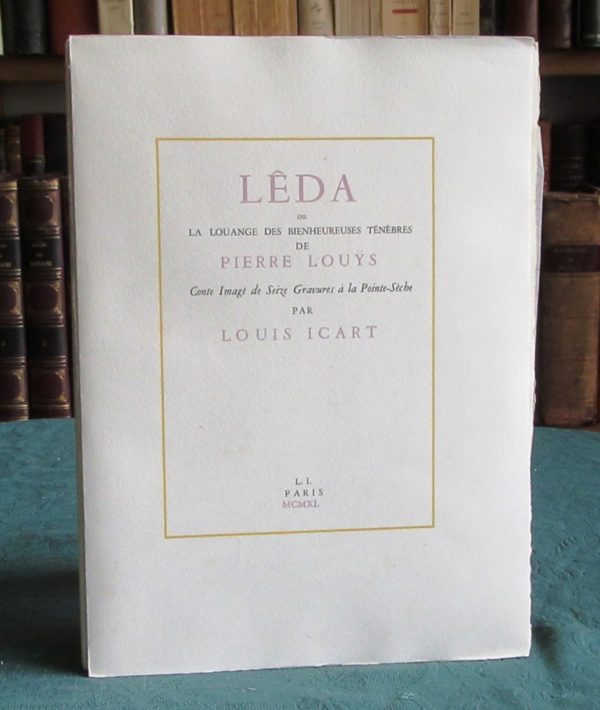 LÊDA
ou
LA LOUANGE DES BIENHEUREUSES TÉNÈBRES
DE
PIERRE LOUŸS
Conte Imagé de Seize Gravures à la Pointe-Sèche
PAR
LOUIS ICART
L. I.
PARIS
MCMXL